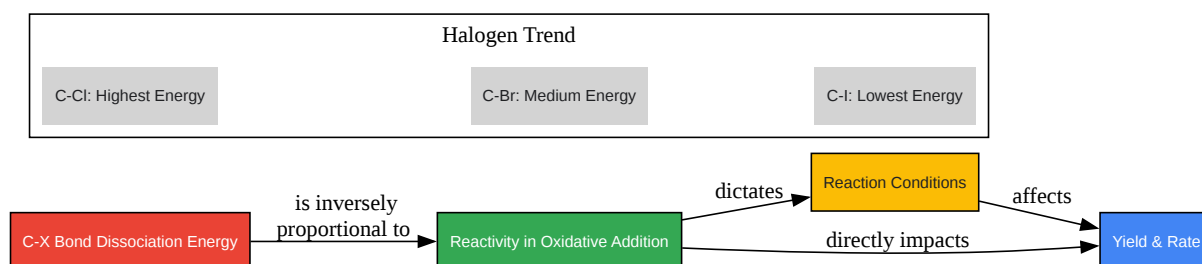 Halogen Trend
C-Cl: Highest Energy
C-Br: Medium Energy
C-I: Lowest Energy
C-X Bond Dissociation Energy
is inversely
proportional to
Reactivity in Oxidative Addition
dictates
Reaction Conditions
affects
directly impacts
Yield & Rate